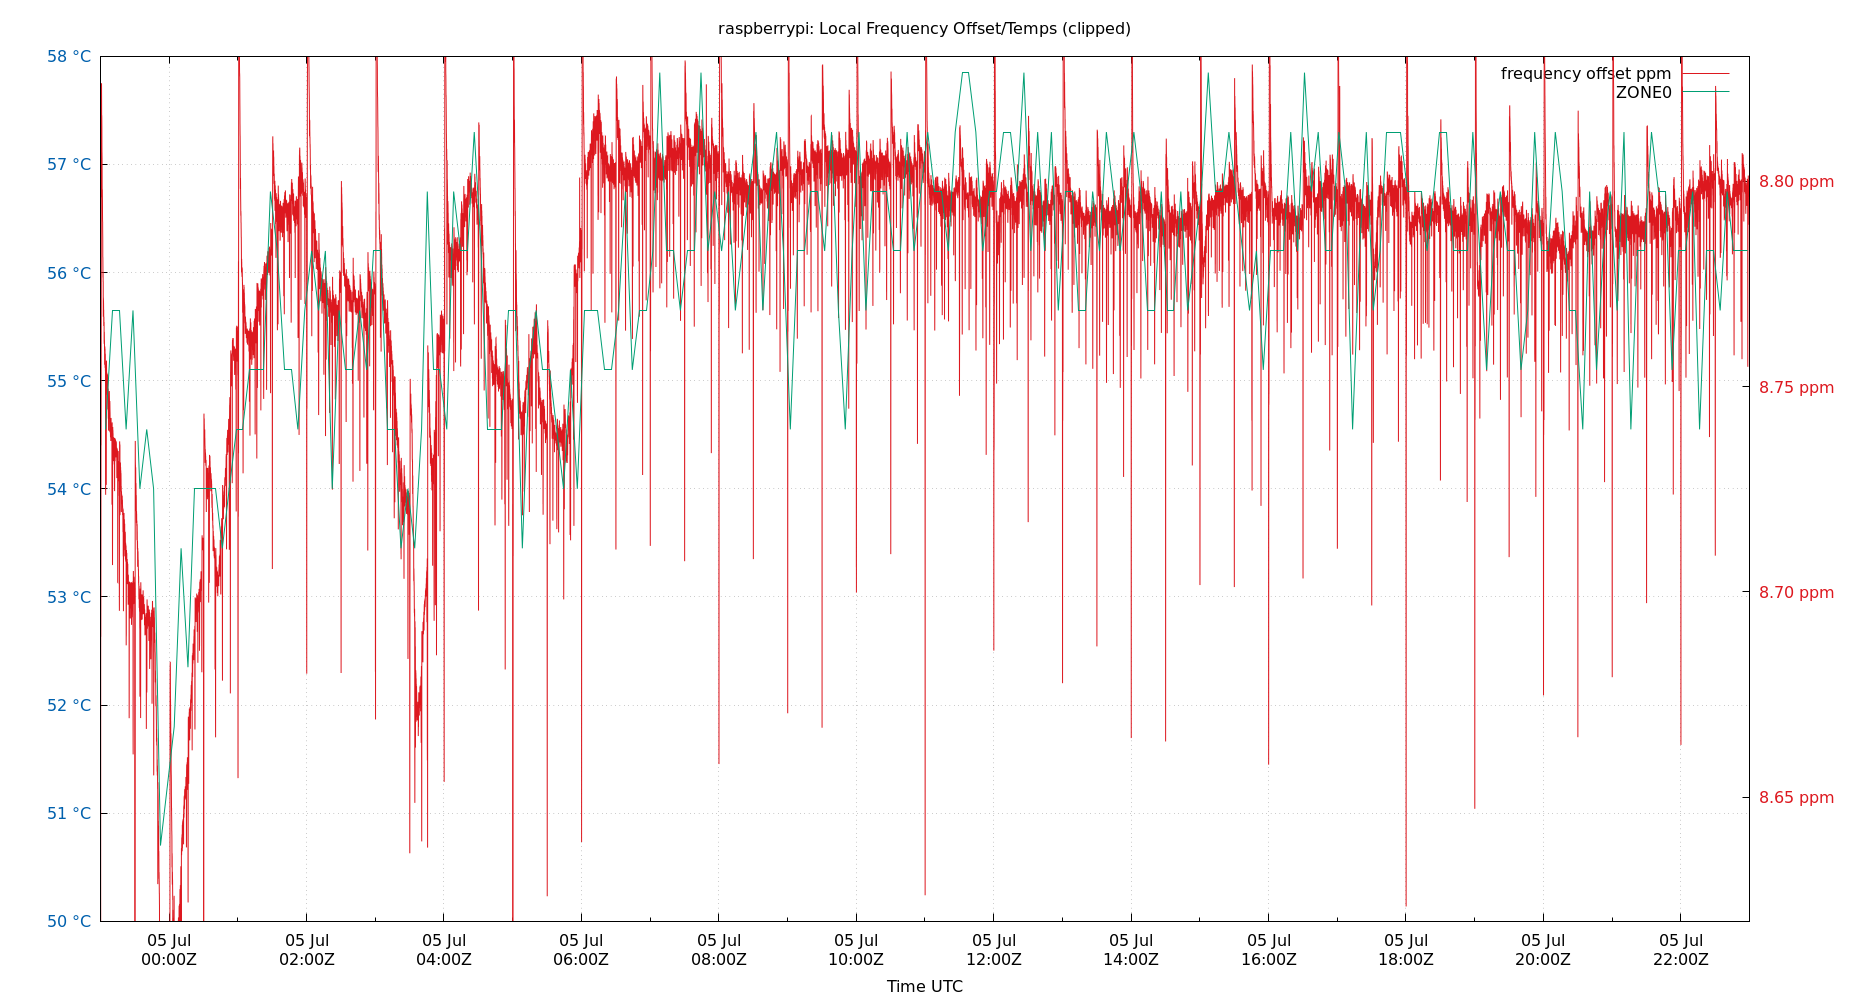 raspberrypi: Local Frequency Offset/Temps (clipped)
58 °C
57 °C
56 °C
55 °C
54 °C
53 °C
52 °C
51 °C
50 °C
frequency offset ppm
ZONE0
8.80 ppm
8.75 ppm
8.70 ppm
8.65 ppm
05 Jul 05 Jul 05 Jul 05 Jul 05 Jul 05 Jul 05 Jul 05 Jul 05 Jul 05 Jul 05 Jul 05 Jul
00:00Z 02:00Z 04:00Z 06:00Z 08:00Z 10:00Z 12:00Z 14:00Z 16:00Z 18:00Z 20:00Z 22:00Z
Time UTC